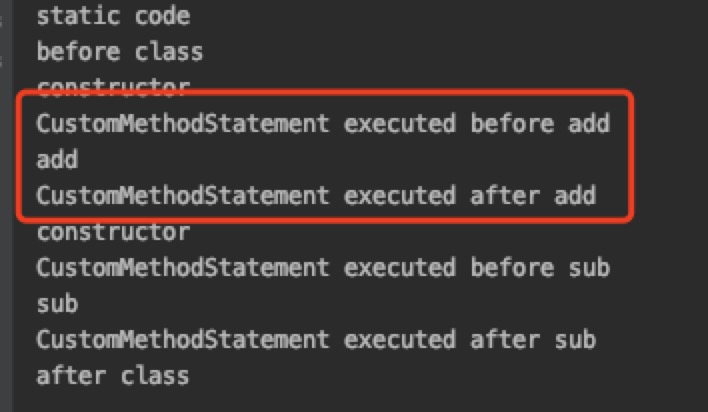 static code
before class
constructor
CustomMethodStatement executed before add
add
CustomMethodStatement executed after add
constructor
CustomMethodStatement executed before sub
sub
CustomMethodStatement executed after sub
after class